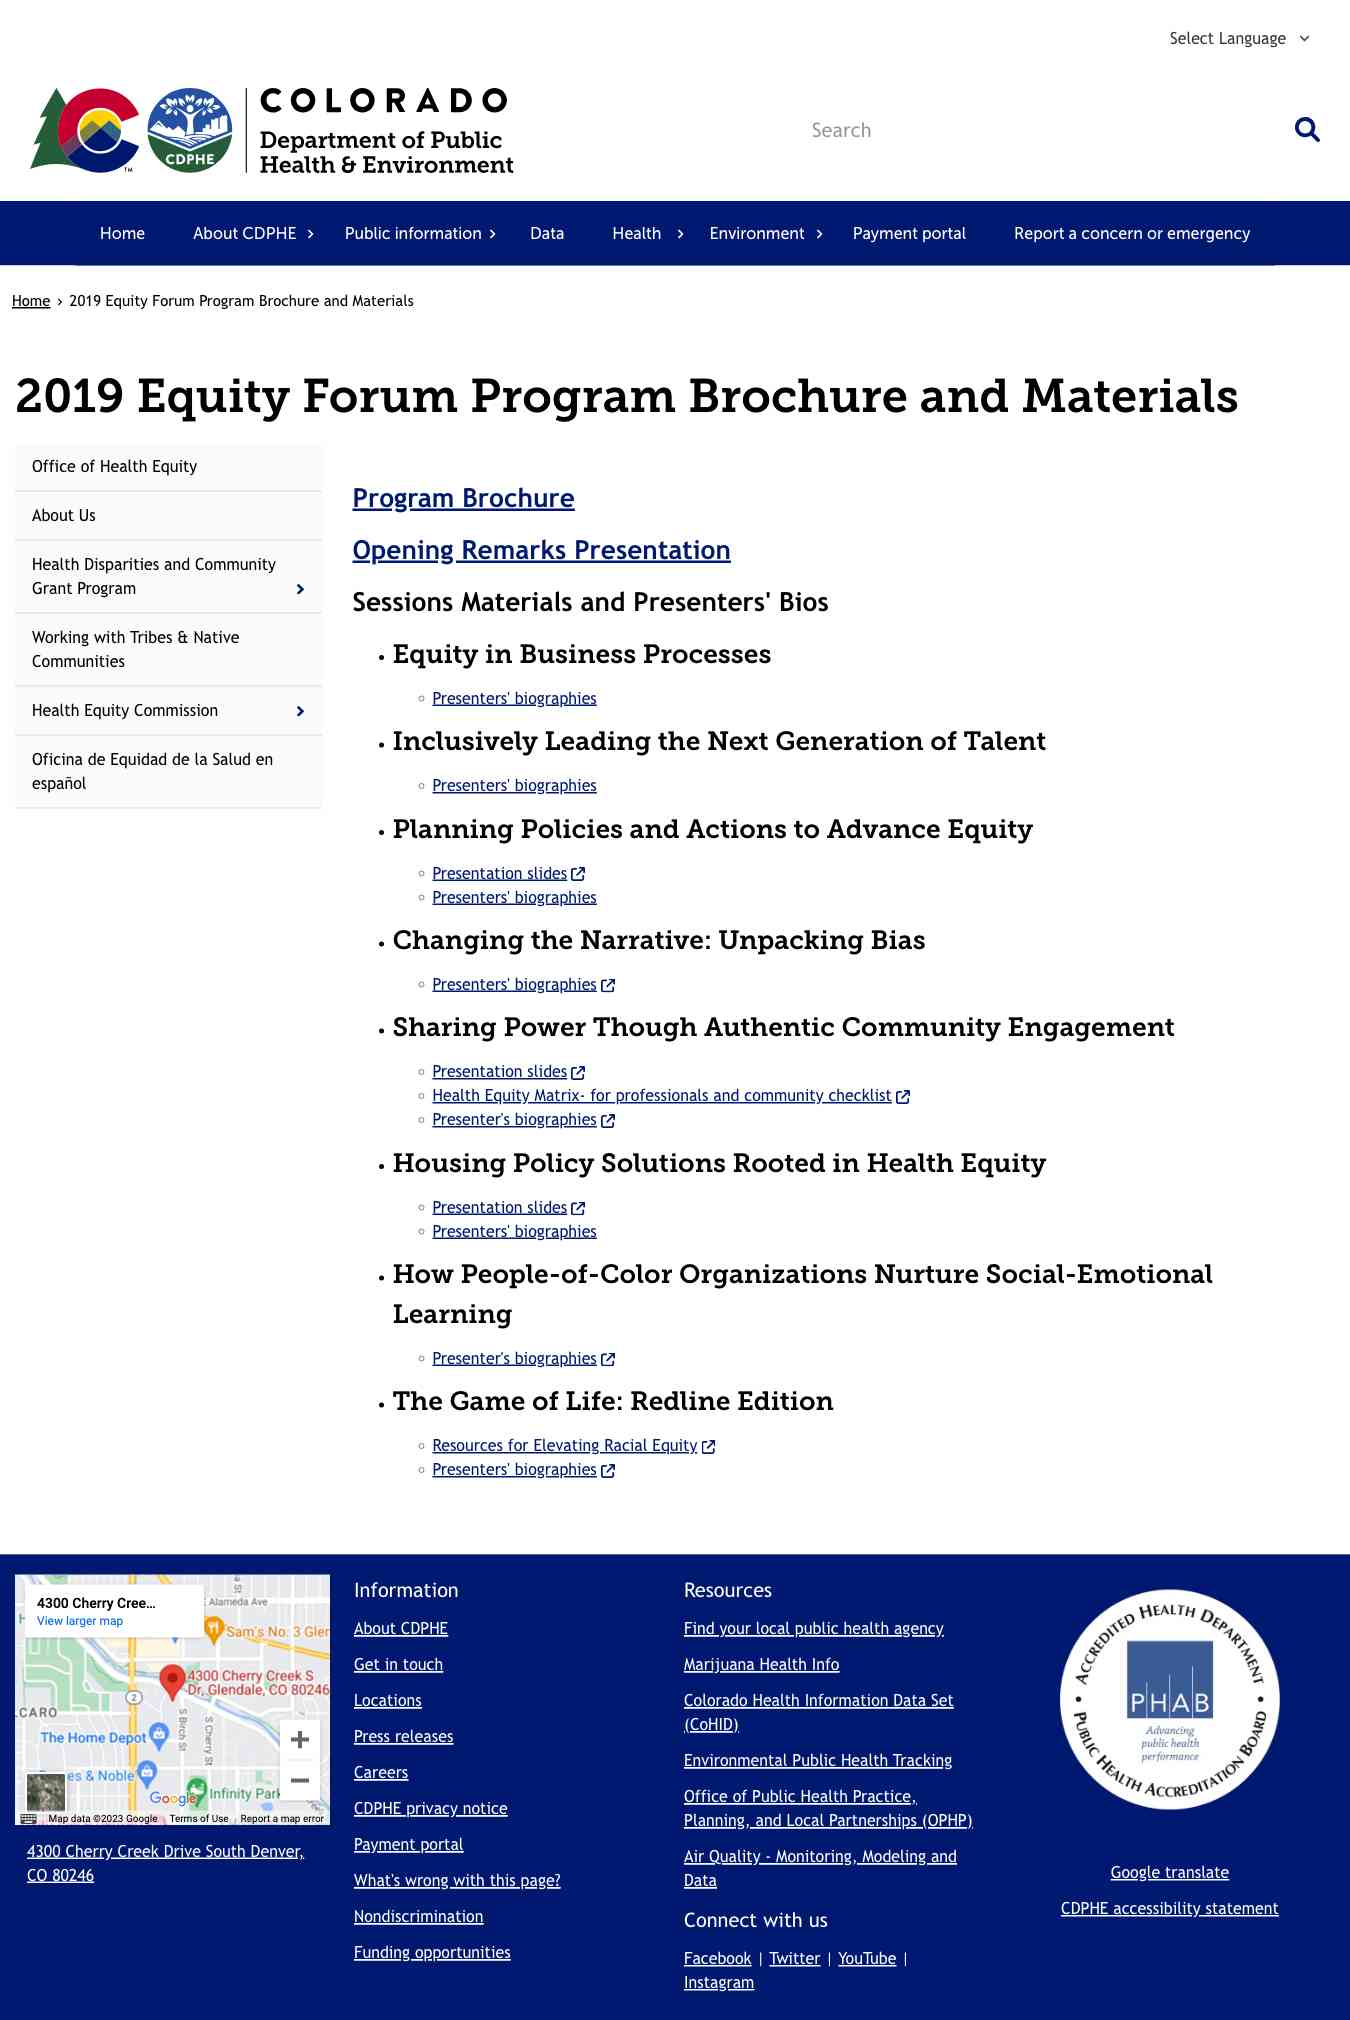 Select Language
COLORADO
Department of Public
Health & Environment
CDPHE
TM
Search
Home
About CDPHE
Public information
Data
Health
Environment
Payment portal
Report a concern or emergency
Home › 2019 Equity Forum Program Brochure and Materials
2019 Equity Forum Program Brochure and Materials
Office of Health Equity
About Us
Health Disparities and Community
Grant Program
Working with Tribes & Native
Communities
Health Equity Commission
Oficina de Equidad de la Salud en
español
Program Brochure
Opening Remarks Presentation
Sessions Materials and Presenters' Bios
Equity in Business Processes
Presenters' biographies
Inclusively Leading the Next Generation of Talent
Presenters' biographies
Planning Policies and Actions to Advance Equity
Presentation slides
Presenters' biographies
Changing the Narrative: Unpacking Bias
Presenters' biographies
Sharing Power Though Authentic Community Engagement
Presentation slides
Health Equity Matrix- for professionals and community checklist
Presenter's biographies
Housing Policy Solutions Rooted in Health Equity
Presentation slides
Presenters' biographies
How People-of-Color Organizations Nurture Social-Emotional
Learning
Presenter's biographies
The Game of Life: Redline Edition
Resources for Elevating Racial Equity
Presenters' biographies
4300 Cherry Cree...
View larger map
E Alameda Ave
Sam's No. 3 Glen
4300 Cherry Creek S
Dr, Glendale, CO 80246
2
LCARO
S Birch St
S Cherry St
The Home Depot
es & Noble
Infinity Park
Google
Map data ©2023 Google
Terms of Use
Report a map error
4300 Cherry Creek Drive South Denver,
CO 80246
Information
About CDPHE
Get in touch
Locations
Press releases
Careers
CDPHE privacy notice
Payment portal
What's wrong with this page?
Nondiscrimination
Funding opportunities
Resources
Find your local public health agency
Marijuana Health Info
Colorado Health Information Data Set
(CoHID)
Environmental Public Health Tracking
Office of Public Health Practice,
Planning, and Local Partnerships (OPHP)
Air Quality - Monitoring, Modeling and
Data
Connect with us
Facebook | Twitter | YouTube |
Instagram
ACCREDITED HEALTH DEPARTMENT
PHAB
Advancing
public health
performance
PUBLIC HEALTH ACCREDITATION BOARD
Google translate
CDPHE accessibility statement